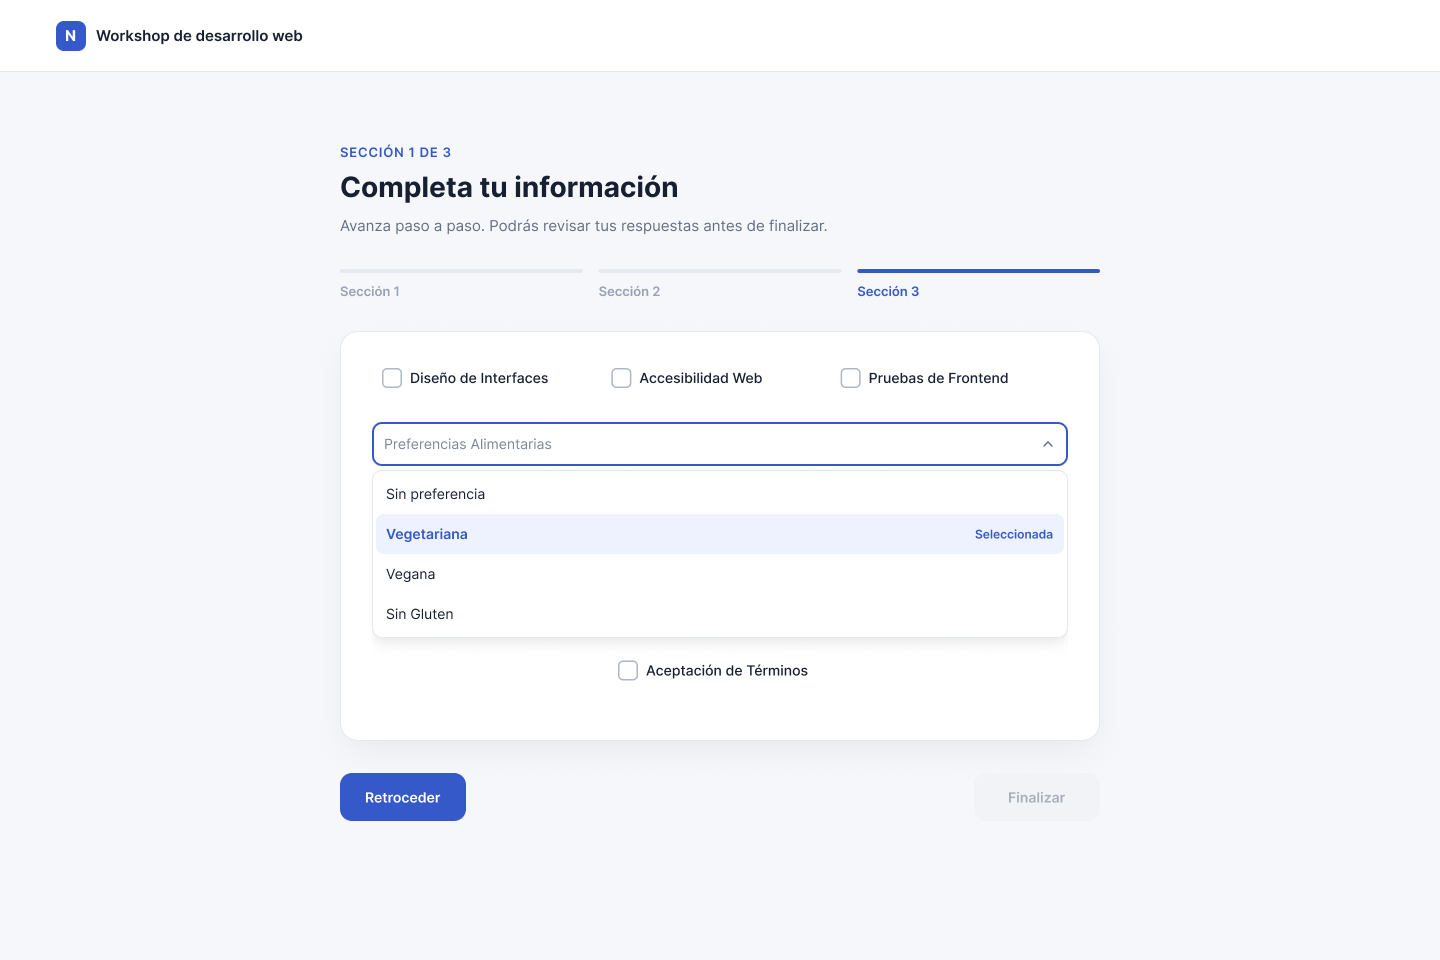 N
Workshop de desarrollo web
SECCIÓN 1 DE 3
Completa tu información
Avanza paso a paso. Podrás revisar tus respuestas antes de finalizar.
Sección 1
Sección 2
Sección 3
Diseño de Interfaces
Accesibilidad Web
Pruebas de Frontend
Preferencias Alimentarias
Sin preferencia
Vegetariana
Seleccionada
Vegana
Sin Gluten
Aceptación de Términos
Retroceder
Finalizar